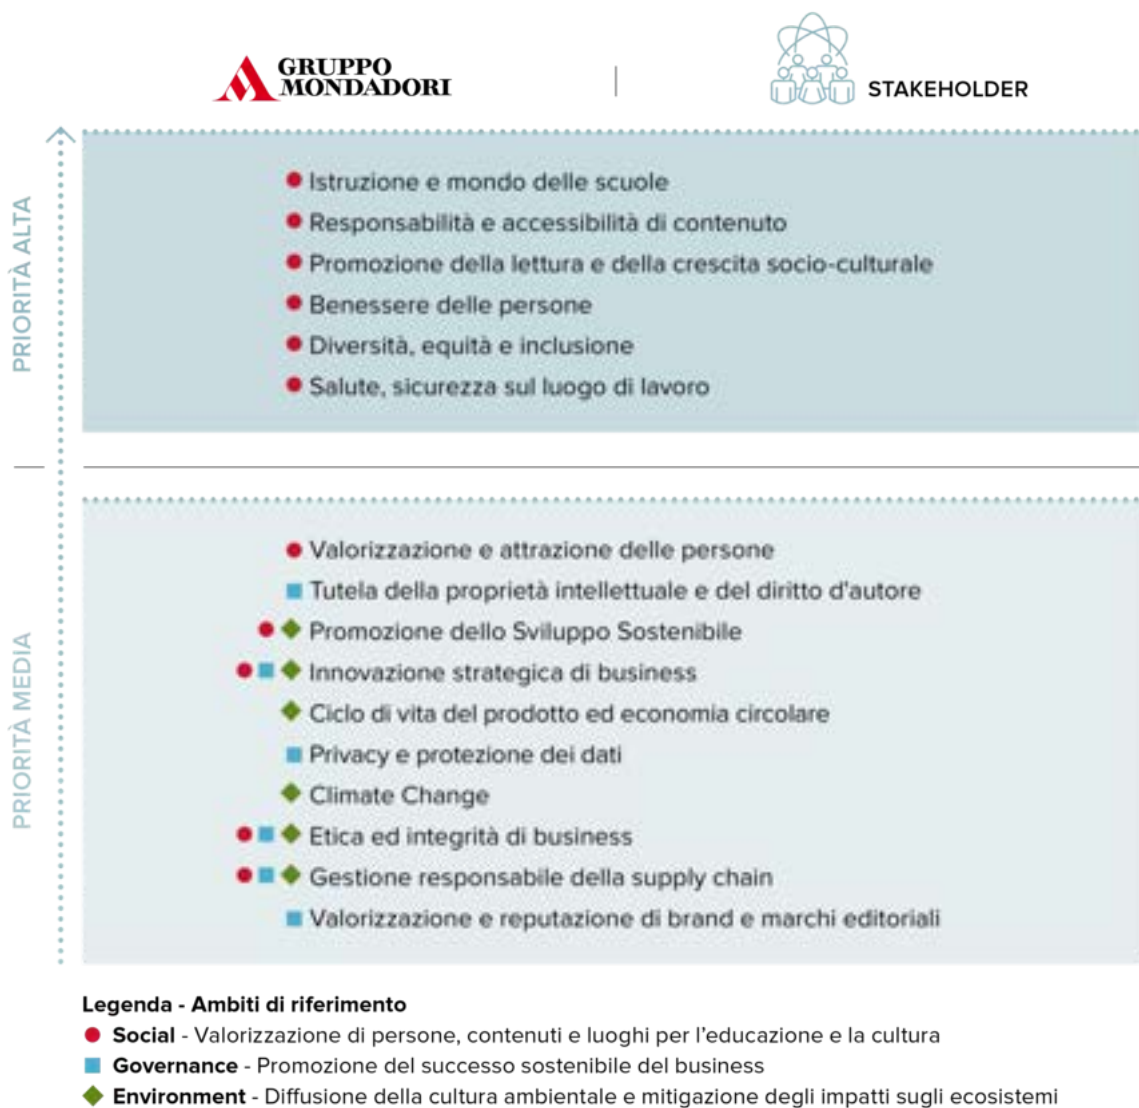 GRUPPO
MONDADORI
STAKEHOLDER
PRIORITÀ ALTA
Istruzione e mondo delle scuole
Responsabilità e accessibilità di contenuto
Promozione della lettura e della crescita socio-culturale
Benessere delle persone
Diversità, equità e inclusione
Salute, sicurezza sul luogo di lavoro
PRIORITÀ MEDIA
Valorizzazione e attrazione delle persone
Tutela della proprietà intellettuale e del diritto d'autore
Promozione dello Sviluppo Sostenibile
Innovazione strategica di business
Ciclo di vita del prodotto ed economia circolare
Privacy e protezione dei dati
Climate Change
Etica ed integrità di business
Gestione responsabile della supply chain
Valorizzazione e reputazione di brand e marchi editoriali
Legenda - Ambiti di riferimento
Social - Valorizzazione di persone, contenuti e luoghi per l'educazione e la cultura
Governance - Promozione del successo sostenibile del business
Environment - Diffusione della cultura ambientale e mitigazione degli impatti sugli ecosistemi